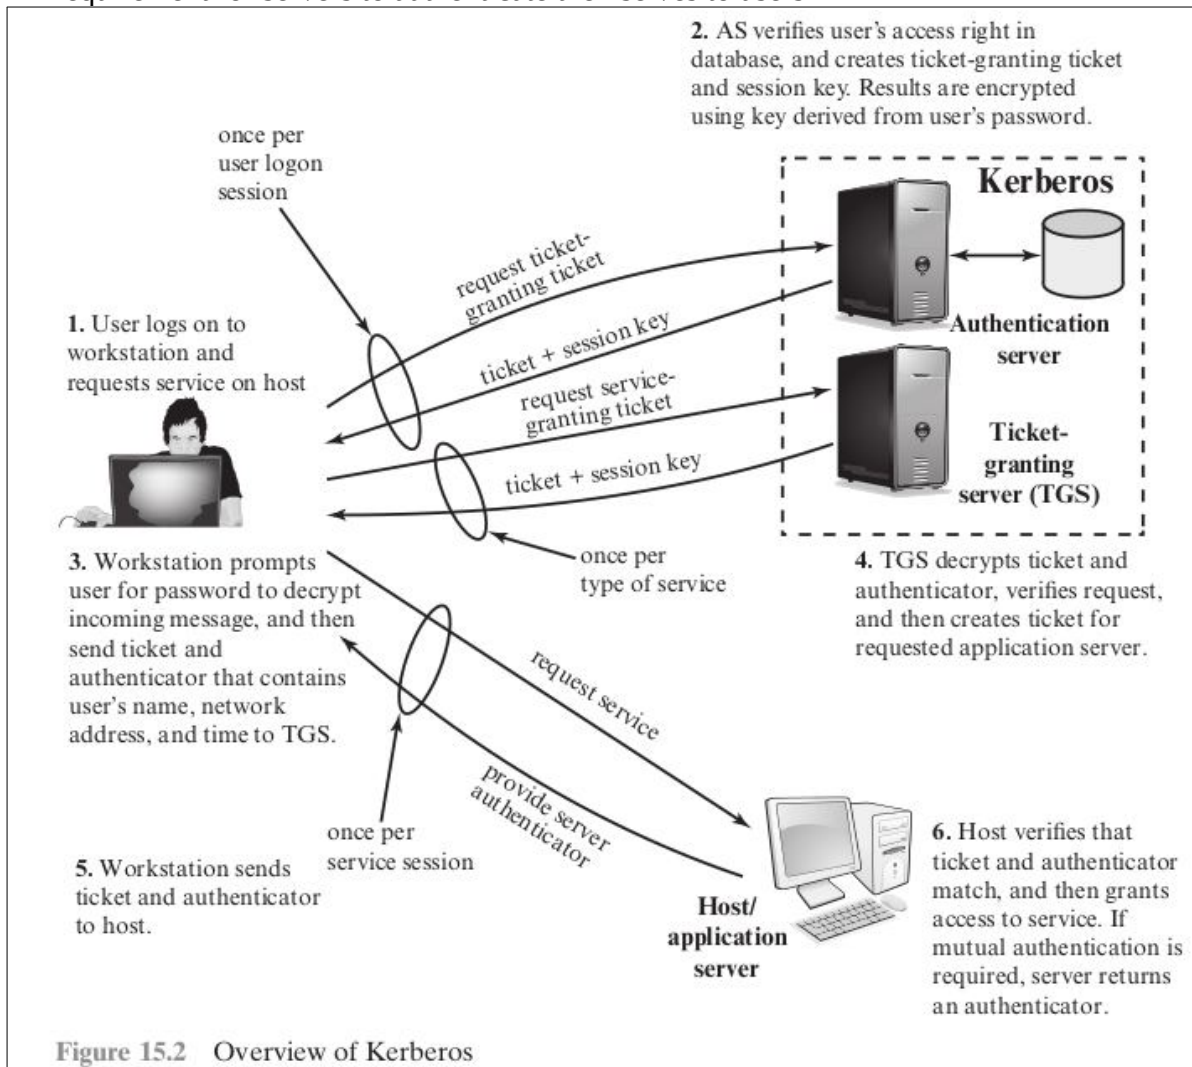 2. AS verifies user's access right in
database, and creates ticket-granting ticket
and session key. Results are encrypted
using key derived from user's password.
once per
user logon
session
Kerberos
request ticket-
granting ticket
1. User logs on to
workstation and
requests service on host
ticket + session key
Authentication
server
request service-
granting ticket
ticket + session key
Ticket-
granting
server (TGS)
once per
type of service
3. Workstation prompts
user for password to decrypt
incoming message, and then
send ticket and
authenticator that contains
user's name, network
address, and time to TGS.
4. TGS decrypts ticket and
authenticator, verifies request,
and then creates ticket for
requested application server.
request service
provide server
authenticator
once per
service session
5. Workstation sends
ticket and authenticator
to host.
Host/
application
server
6. Host verifies that
ticket and authenticator
match, and then grants
access to service. If
mutual authentication is
required, server returns
an authenticator.
Figure 15.2 Overview of Kerberos